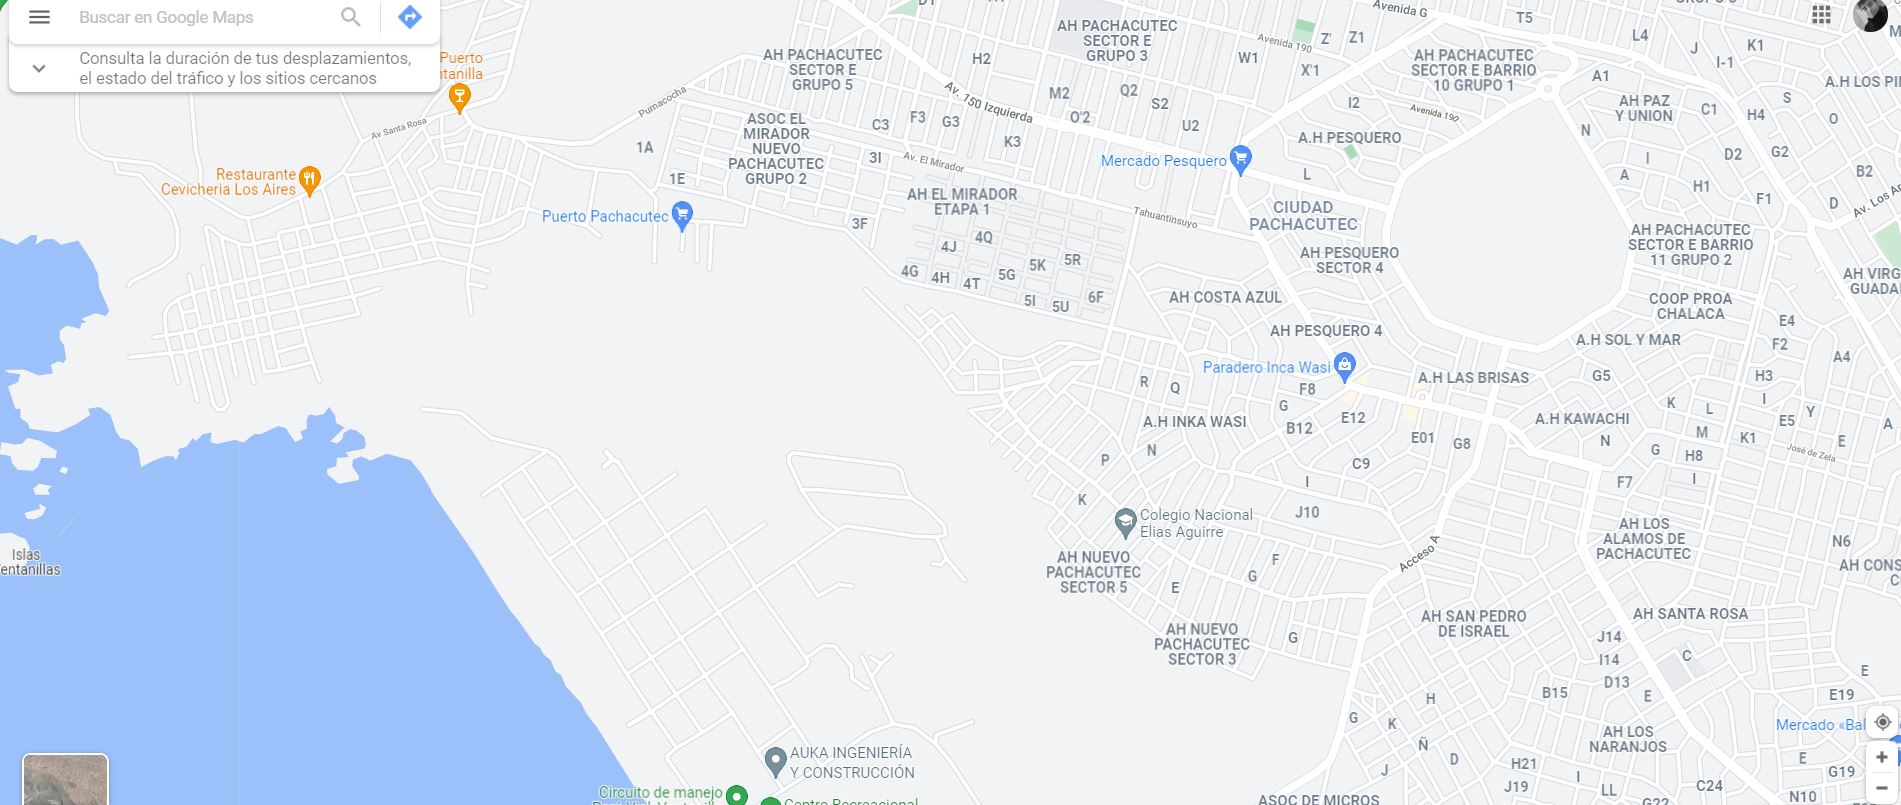 Buscar en Google Maps
Consulta la duración de tus desplazamientos,
el estado del tráfico y los sitios cercanos
Puerto
Av Santa Rosa
Restaurante
Cevicheria Los Aires
Puerto Pachacutec
Pumacocha
1A
1E
AH PACHACUTEC
SECTOR E
GRUPO 5
ASOC EL
MIRADOR
NUEVO
PACHACUTEC
GRUPO 2
D1
H2
C3
F3
G3
K3
3I
3F
Av. 150 Izquierda
Av. El Mirador
AH EL MIRADOR
ETAPA 1
4Q
4J
4G
4H
4T
5G
5K
5R
5I
5U
6F
AH PACHACUTEC
SECTOR E
GRUPO 3
M2
O'2
Q2
S2
U2
W1
X'1
Z'
Z1
I2
Avenida 190
Avenida G
T5
AH PACHACUTEC
SECTOR E BARRIO
10 GRUPO 1
Avenida 190
A.H PESQUERO
Mercado Pesquero
L
Tahuantinsuyo
CIUDAD
PACHACUTEC
AH PESQUERO
SECTOR 4
AH COSTA AZUL
AH PESQUERO 4
Paradero Inca Wasi
L4
J
K1
I-1
A1
AH PAZ
Y UNION
C1
H4
S
O
N
I
A
D2
G2
H1
F1
B2
D
AH PACHACUTEC
SECTOR E BARRIO
11 GRUPO 2
COOP PROA
CHALACA
A.H SOL Y MAR
E4
F2
A4
G5
H3
K
L
I
Y
E5
M
K1
E
A
José de Zela
A.H LAS BRISAS
A.H KAWACHI
N
G
H8
I
F7
R
Q
F8
G
E12
B12
E01
G8
A.H INKA WASI
N
P
C9
I
K
J10
Colegio Nacional
Elias Aguirre
AH NUEVO
PACHACUTEC
SECTOR 5
F
G
E
Acceso A
AH LOS
ALAMOS DE
PACHACUTEC
N6
AH NUEVO
PACHACUTEC
SECTOR 3
G
AH SAN PEDRO
DE ISRAEL
AH SANTA ROSA
J14
I14
D13
C
E
E
E19
B15
H
G
K
Ñ
D
J
H21
J19
I
LL
G22
C24
AH LOS
NARANJOS
E
G19
N10
Islas
AUKA INGENIERÍA
Y CONSTRUCCIÓN
Circuito de manejo
Centro Recreacional
ASOC DE MICROS